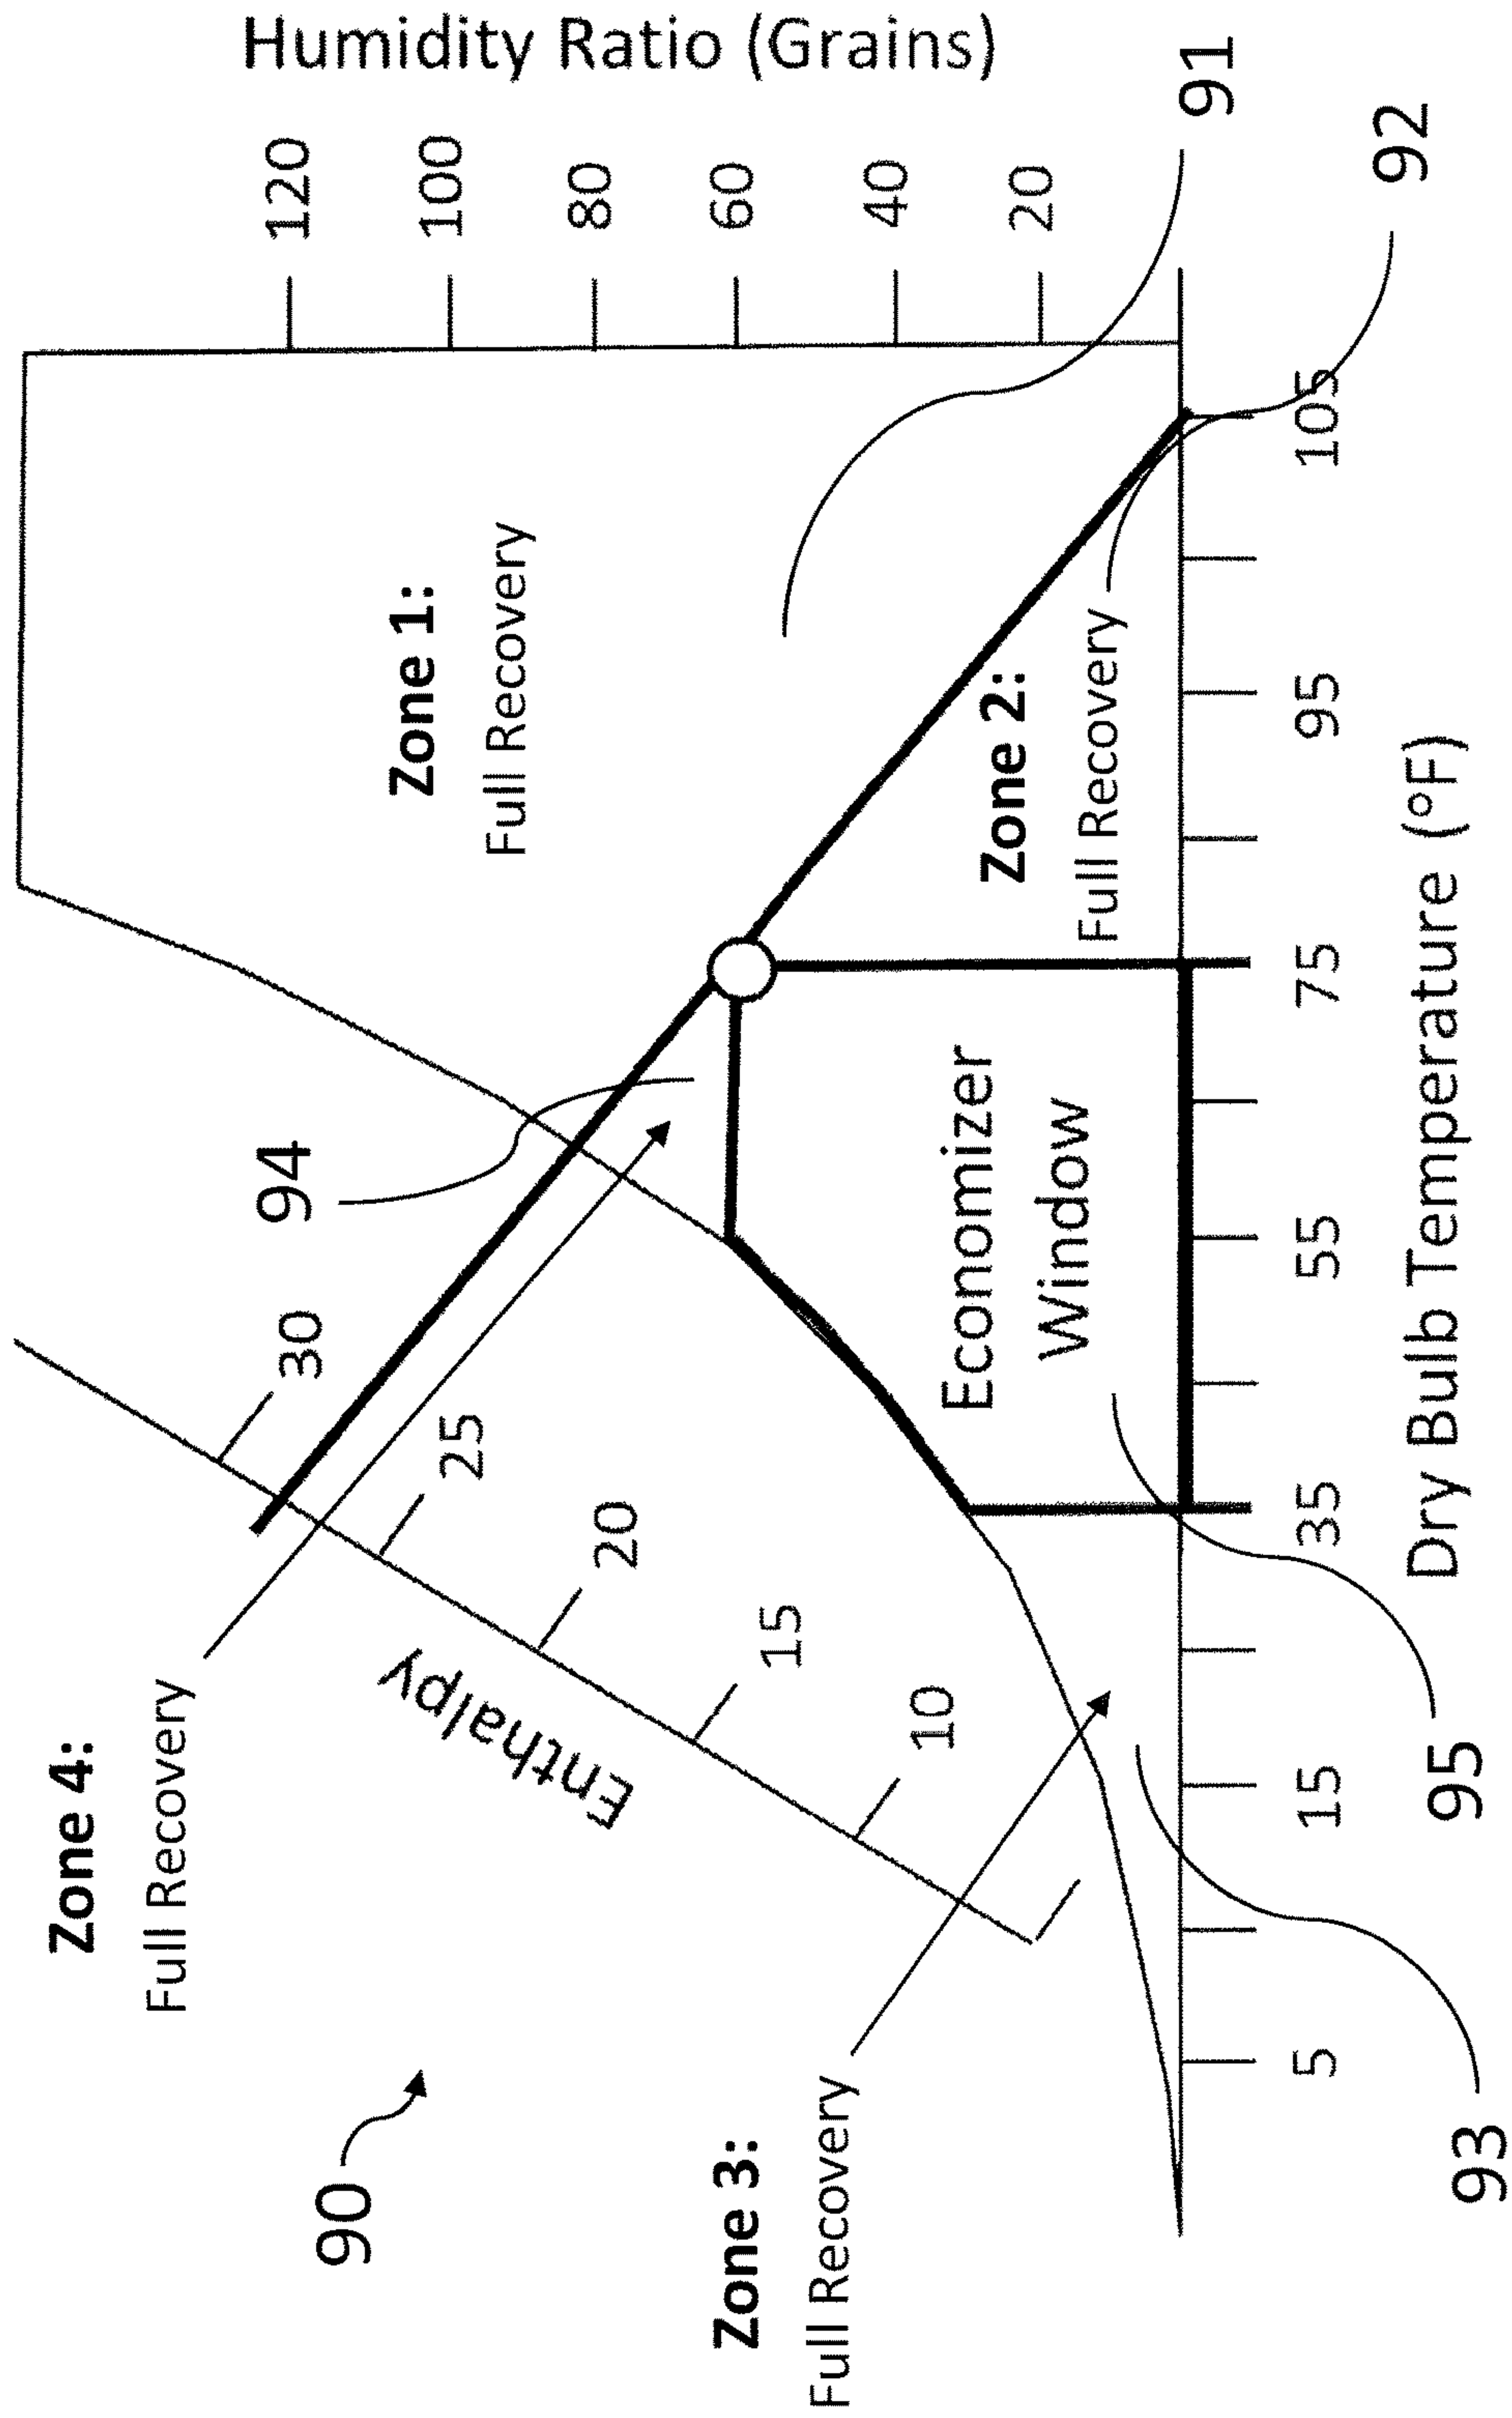 90
Zone 4:
Full Recovery
94
Zone 1:
Full Recovery
Humidity Ratio (Grains)
120
100
80
60
40
20
30
25
20
15
10
Enthalpy
Zone 3:
Full Recovery
Economizer
Window
Zone 2:
Full Recovery
91
92
5
15
35
55
75
95
105
Dry Bulb Temperature (°F)
93
95